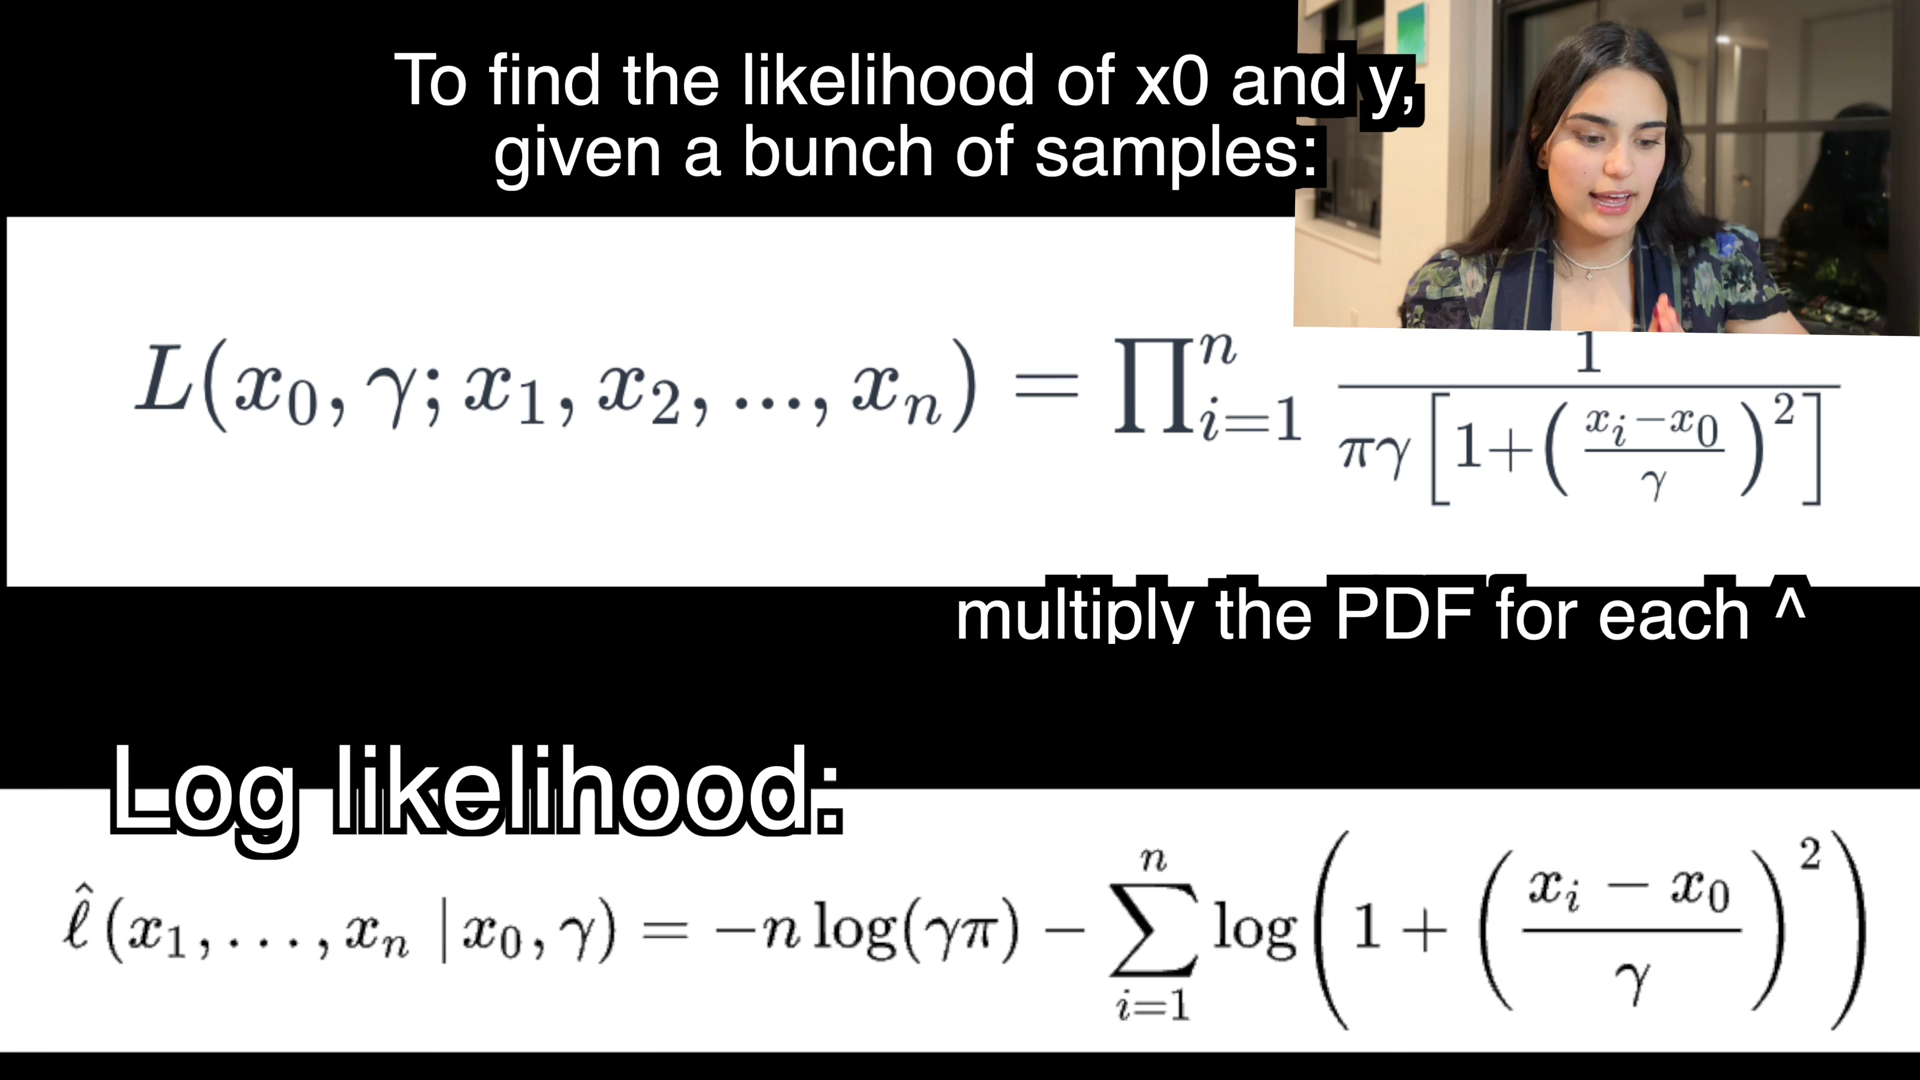 To find the likelihood of x0 and y,
given a bunch of samples:
L(x₀, γ; x₁, x₂, ..., xₙ) = ∏ⁿᵢ₌₁ 1 / πγ[1+((xᵢ−x₀)/γ)²]
multiply the PDF for each ^
Log likelihood:
ℓ̂(x₁, . . . , xₙ | x₀, γ) = −n log(γπ) − ∑ⁿᵢ₌₁ log(1 + ((xᵢ − x₀)/γ)²)